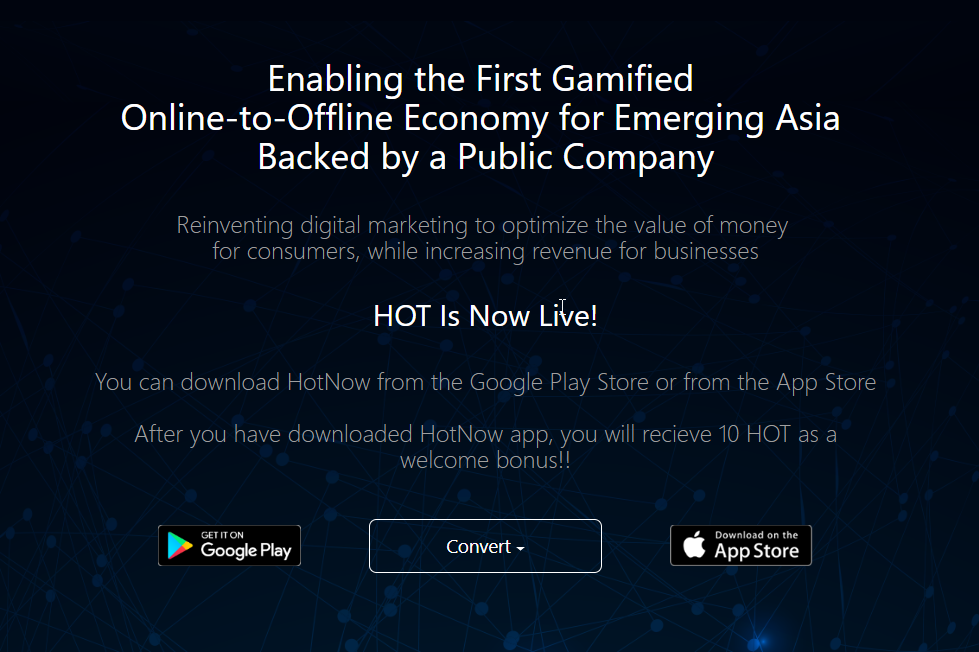 Enabling the First Gamified
Online-to-Offline Economy for Emerging Asia
Backed by a Public Company
Reinventing digital marketing to optimize the value of money
for consumers, while increasing revenue for businesses
HOT Is Now Live!
You can download HotNow from the Google Play Store or from the App Store
After you have downloaded HotNow app, you will recieve 10 HOT as a
welcome bonus!!
GET IT ON
Google Play
Convert
Download on the
App Store